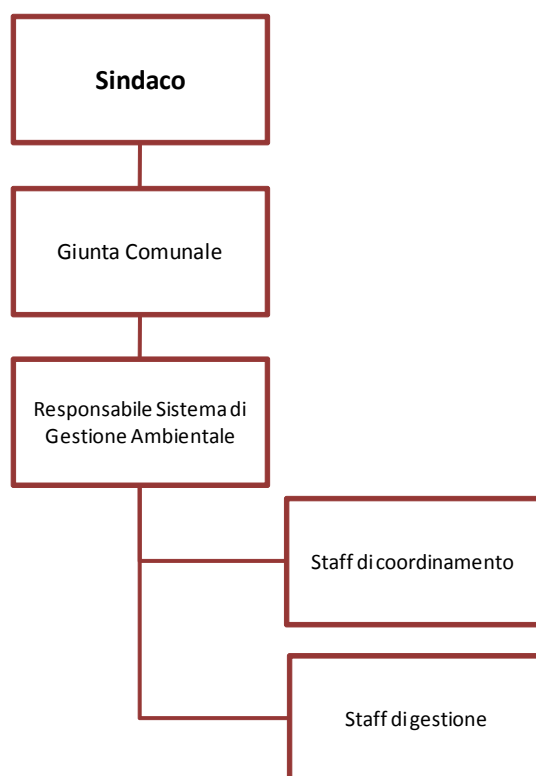 Sindaco
Giunta Comunale
Responsabile Sistema di
Gestione Ambientale
Staff di coordinamento
Staff di gestione